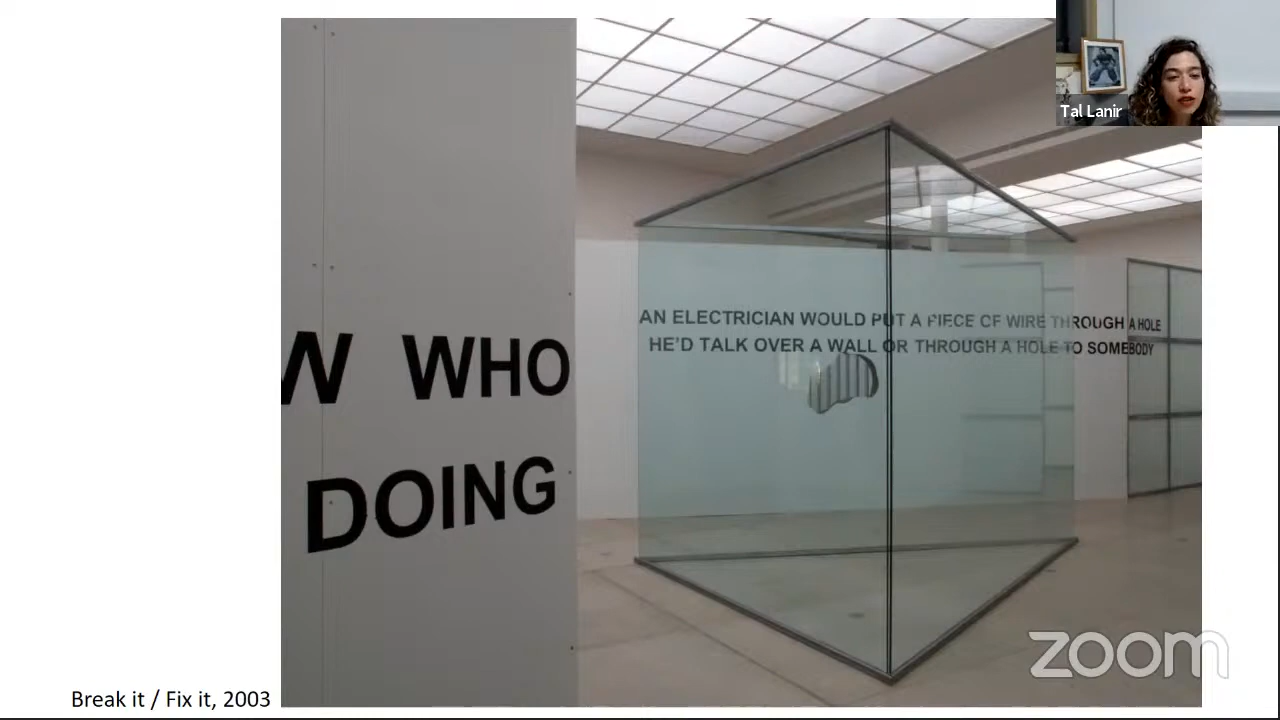 Tal Lanir
W WHO
DOING
AN ELECTRICIAN WOULD PUT A PIECE OF WIRE THROUGH A HOLE
HE'D TALK OVER A WALL OR THROUGH A HOLE TO SOMEBODY
zoom
Break it / Fix it, 2003